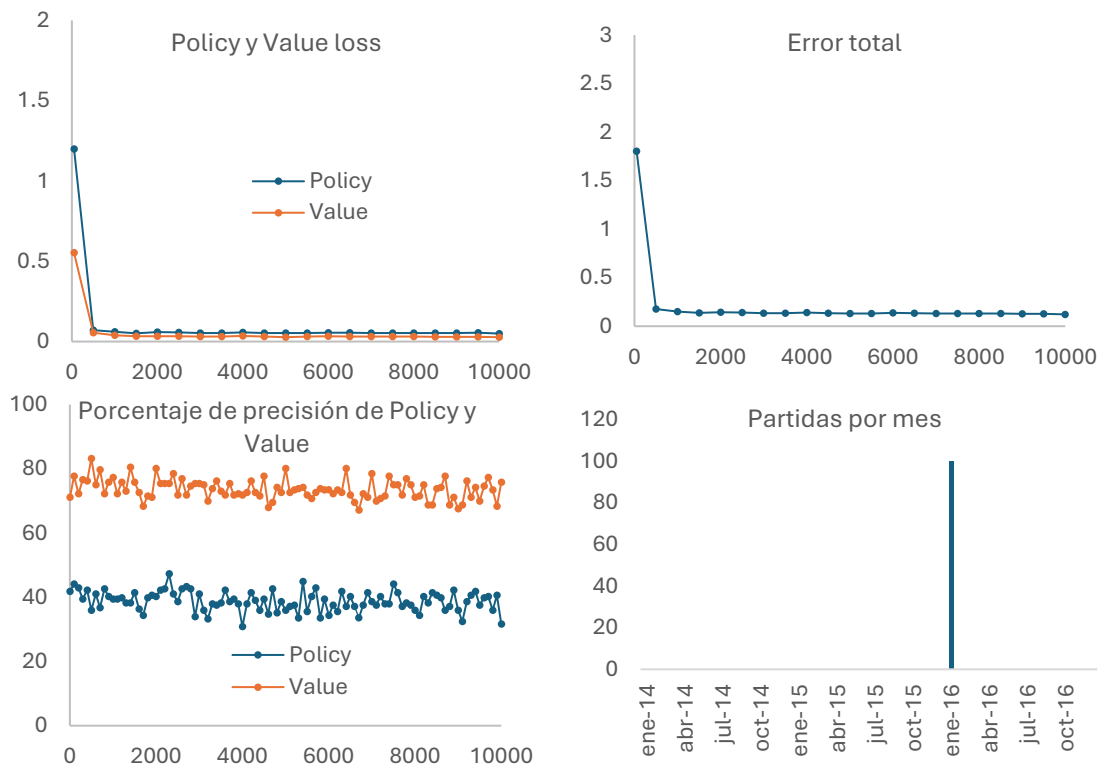 Policy y Value loss
2
1.5
1
0.5
0
Policy
Value
0 2000 4000 6000 8000 10000
Error total
3
2.5
2
1.5
1
0.5
0
0 2000 4000 6000 8000 10000
Porcentaje de precisión de Policy y
Value
100
80
60
40
20
0
Policy
Value
0 2000 4000 6000 8000 10000
Partidas por mes
120
100
80
60
40
20
0
ene-14
abr-14
jul-14
oct-14
ene-15
abr-15
jul-15
oct-15
ene-16
abr-16
jul-16
oct-16